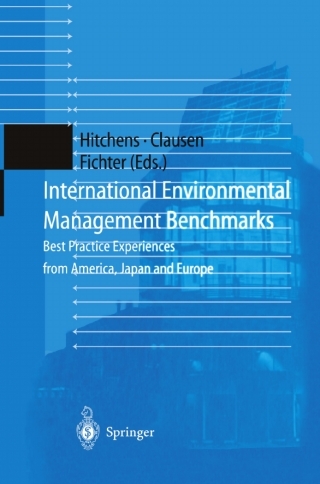 Hitchens · Clausen
Fichter (Eds.)
International Environmental
Management Benchmarks
Best Practice Experiences
from America, Japan and Europe
Springer